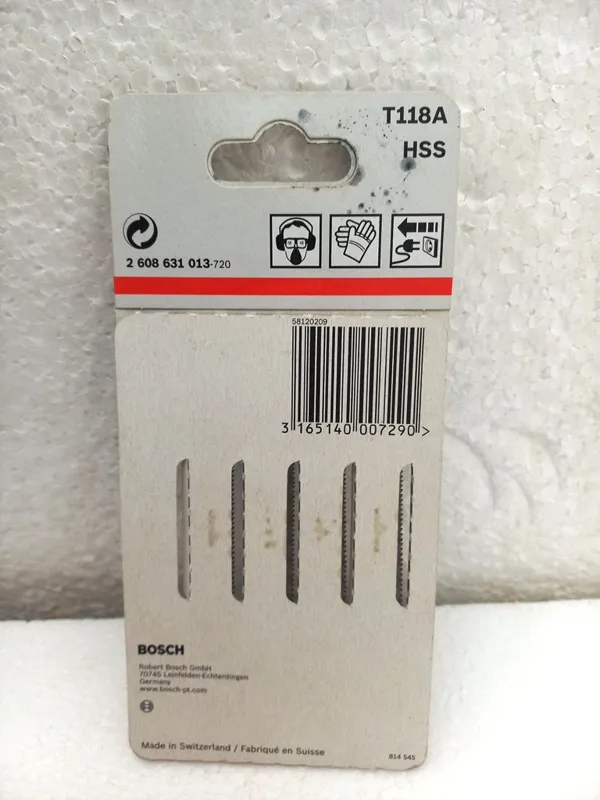 T118A
HSS
2 608 631 013-720
58120209
3 165140 007290 >
BOSCH
Robert Bosch GmbH
70745 Leinfelden-Echterdingen
Germany
www.bosch-pt.com
Made in Switzerland / Fabriqué en Suisse
814 545